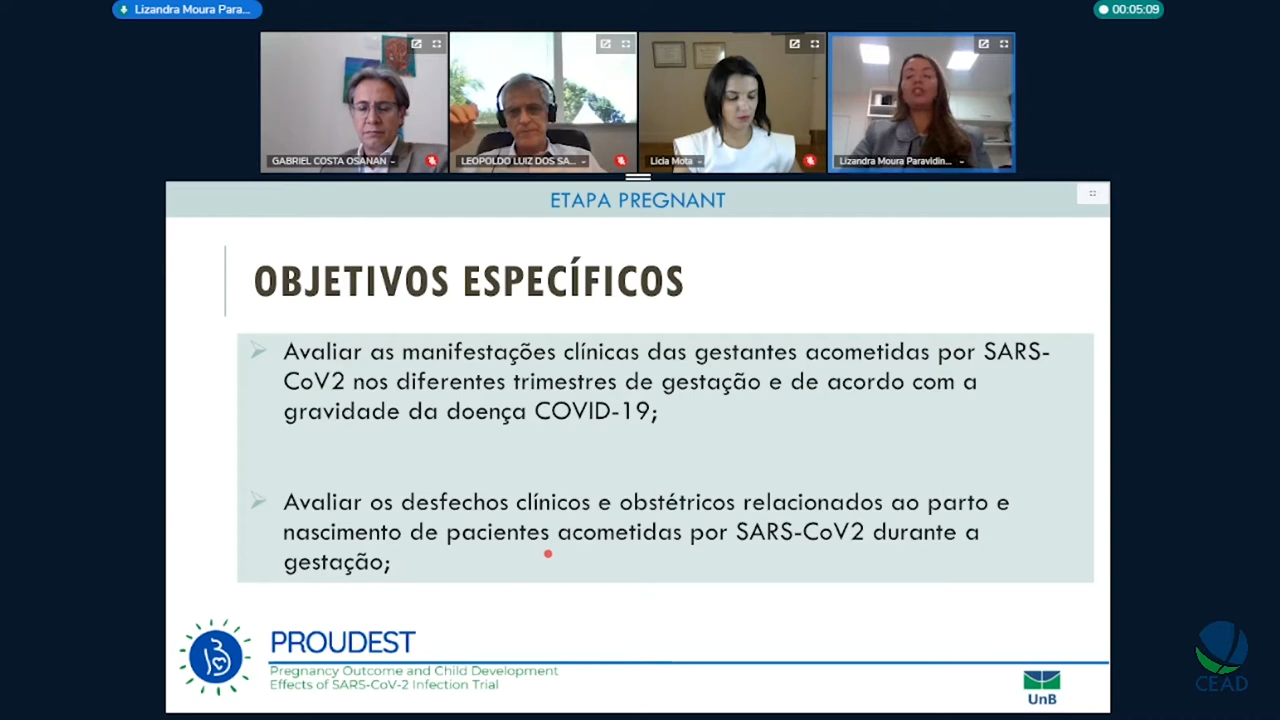 Lizandra Moura Para...
00:05:09
GABRIEL COSTA OSANAN
LEOPOLDO LUIZ DOS SA...
Licia Mota
Lizandra Moura Paravidin...
ETAPA PREGNANT
OBJETIVOS ESPECÍFICOS
Avaliar as manifestações clínicas das gestantes acometidas por SARS-
CoV2 nos diferentes trimestres de gestação e de acordo com a
gravidade da doença COVID-19;
Avaliar os desfechos clínicos e obstétricos relacionados ao parto e
nascimento de pacientes acometidas por SARS-CoV2 durante a
gestação;
PROUDEST
Pregnancy Outcome and Child Development
Effects of SARS-CoV-2 Infection Trial
UnB
CEAD